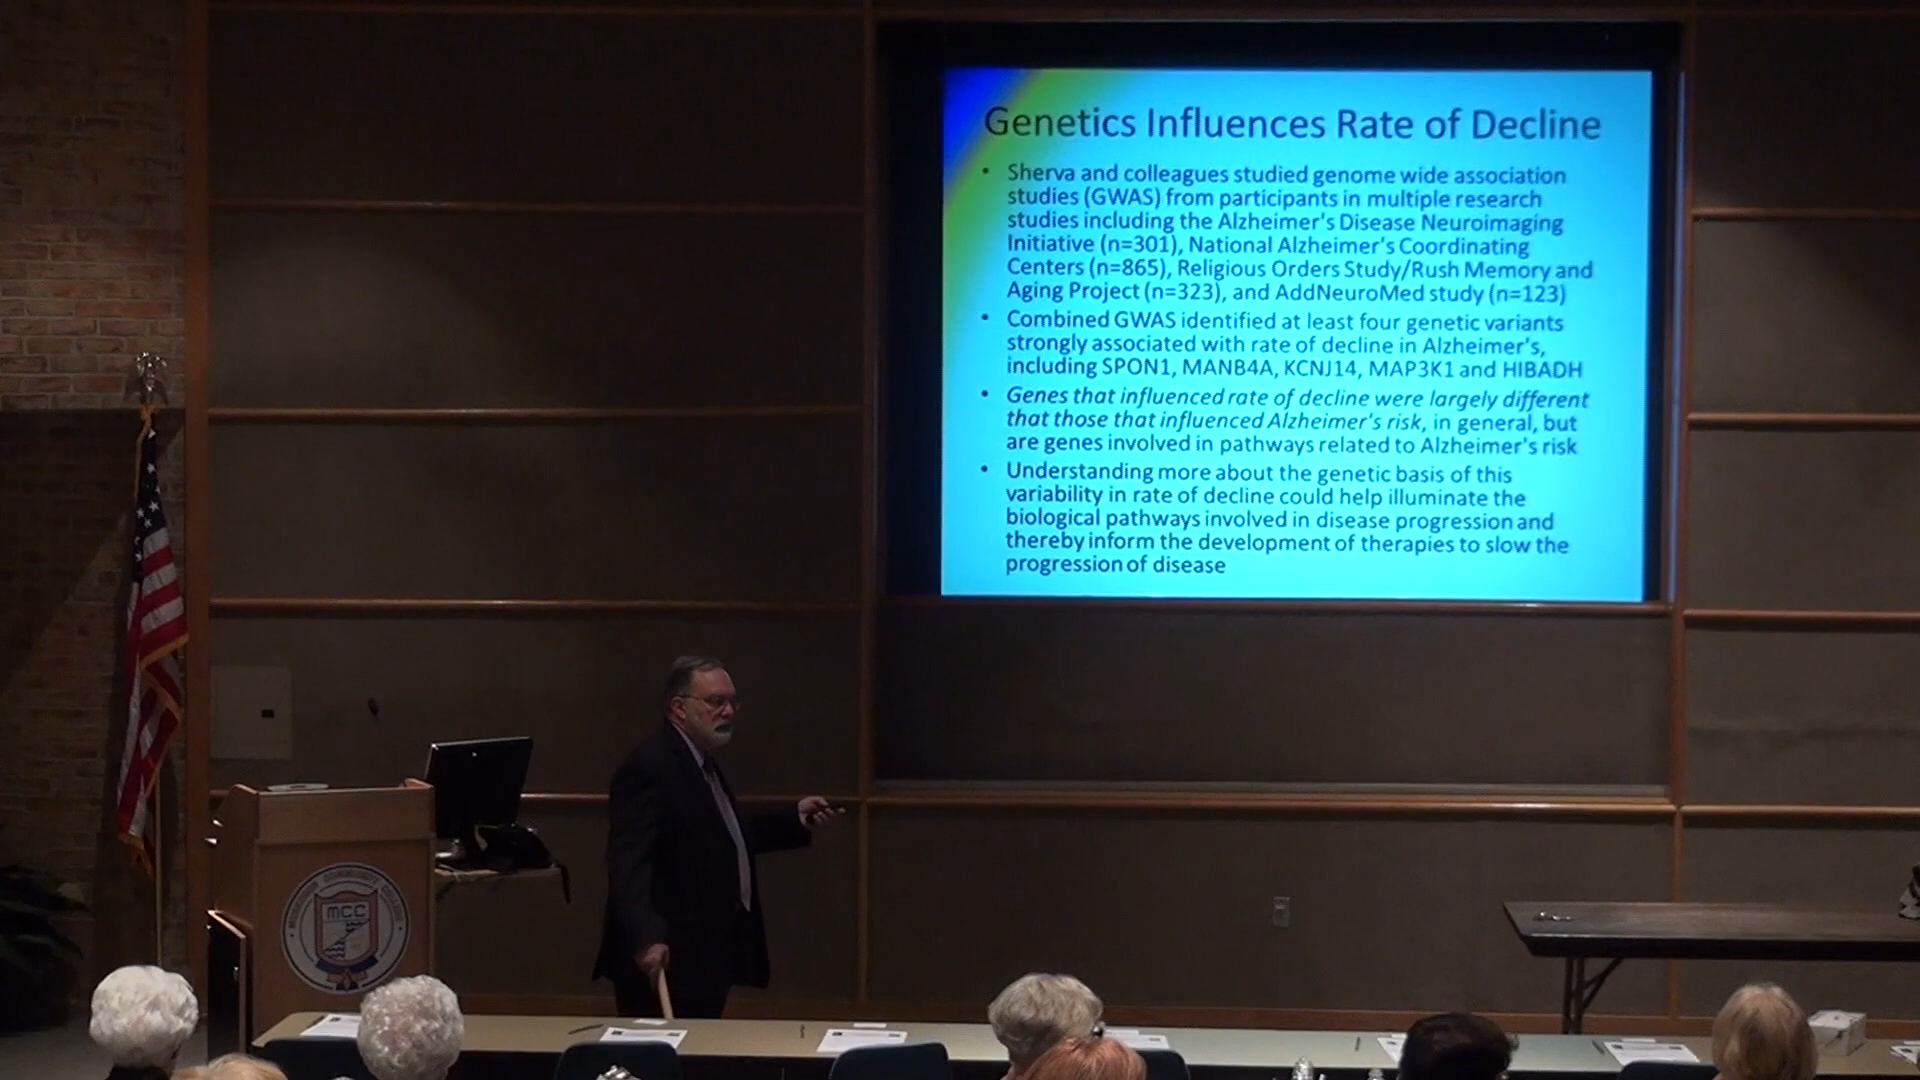 Genetics Influences Rate of Decline
• Sherva and colleagues studied genome wide association
studies (GWAS) from participants in multiple research
studies including the Alzheimer's Disease Neuroimaging
Initiative (n=301), National Alzheimer's Coordinating
Centers (n=865), Religious Orders Study/Rush Memory and
Aging Project (n=323), and AddNeuroMed study (n=123)
• Combined GWAS identified at least four genetic variants
strongly associated with rate of decline in Alzheimer's,
including SPON1, MANB4A, KCNJ14, MAP3K1 and HIBADH
• Genes that influenced rate of decline were largely different
that those that influenced Alzheimer's risk, in general, but
are genes involved in pathways related to Alzheimer's risk
• Understanding more about the genetic basis of this
variability in rate of decline could help illuminate the
biological pathways involved in disease progression and
thereby inform the development of therapies to slow the
progression of disease
COMMUNITY COLLEGE
MCC